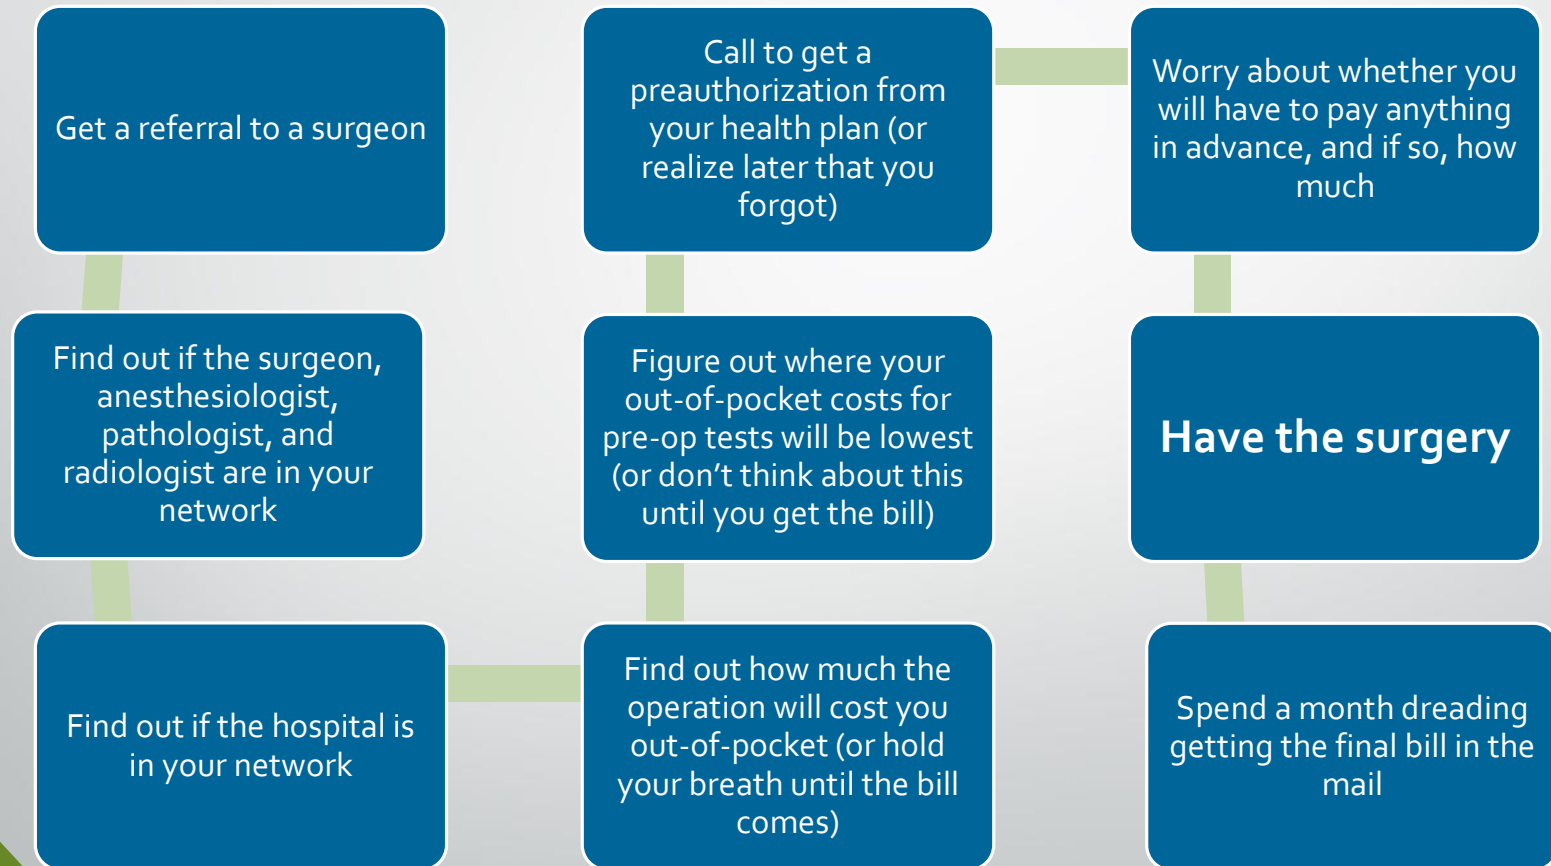 Get a referral to a surgeon
Find out if the surgeon,
anesthesiologist,
pathologist, and
radiologist are in your
network
Find out if the hospital is
in your network
Find out how much the
operation will cost you
out-of-pocket (or hold
your breath until the bill
comes)
Figure out where your
out-of-pocket costs for
pre-op tests will be lowest
(or don’t think about this
until you get the bill)
Call to get a
preauthorization from
your health plan (or
realize later that you
forgot)
Worry about whether you
will have to pay anything
in advance, and if so, how
much
Have the surgery
Spend a month dreading
getting the final bill in the
mail